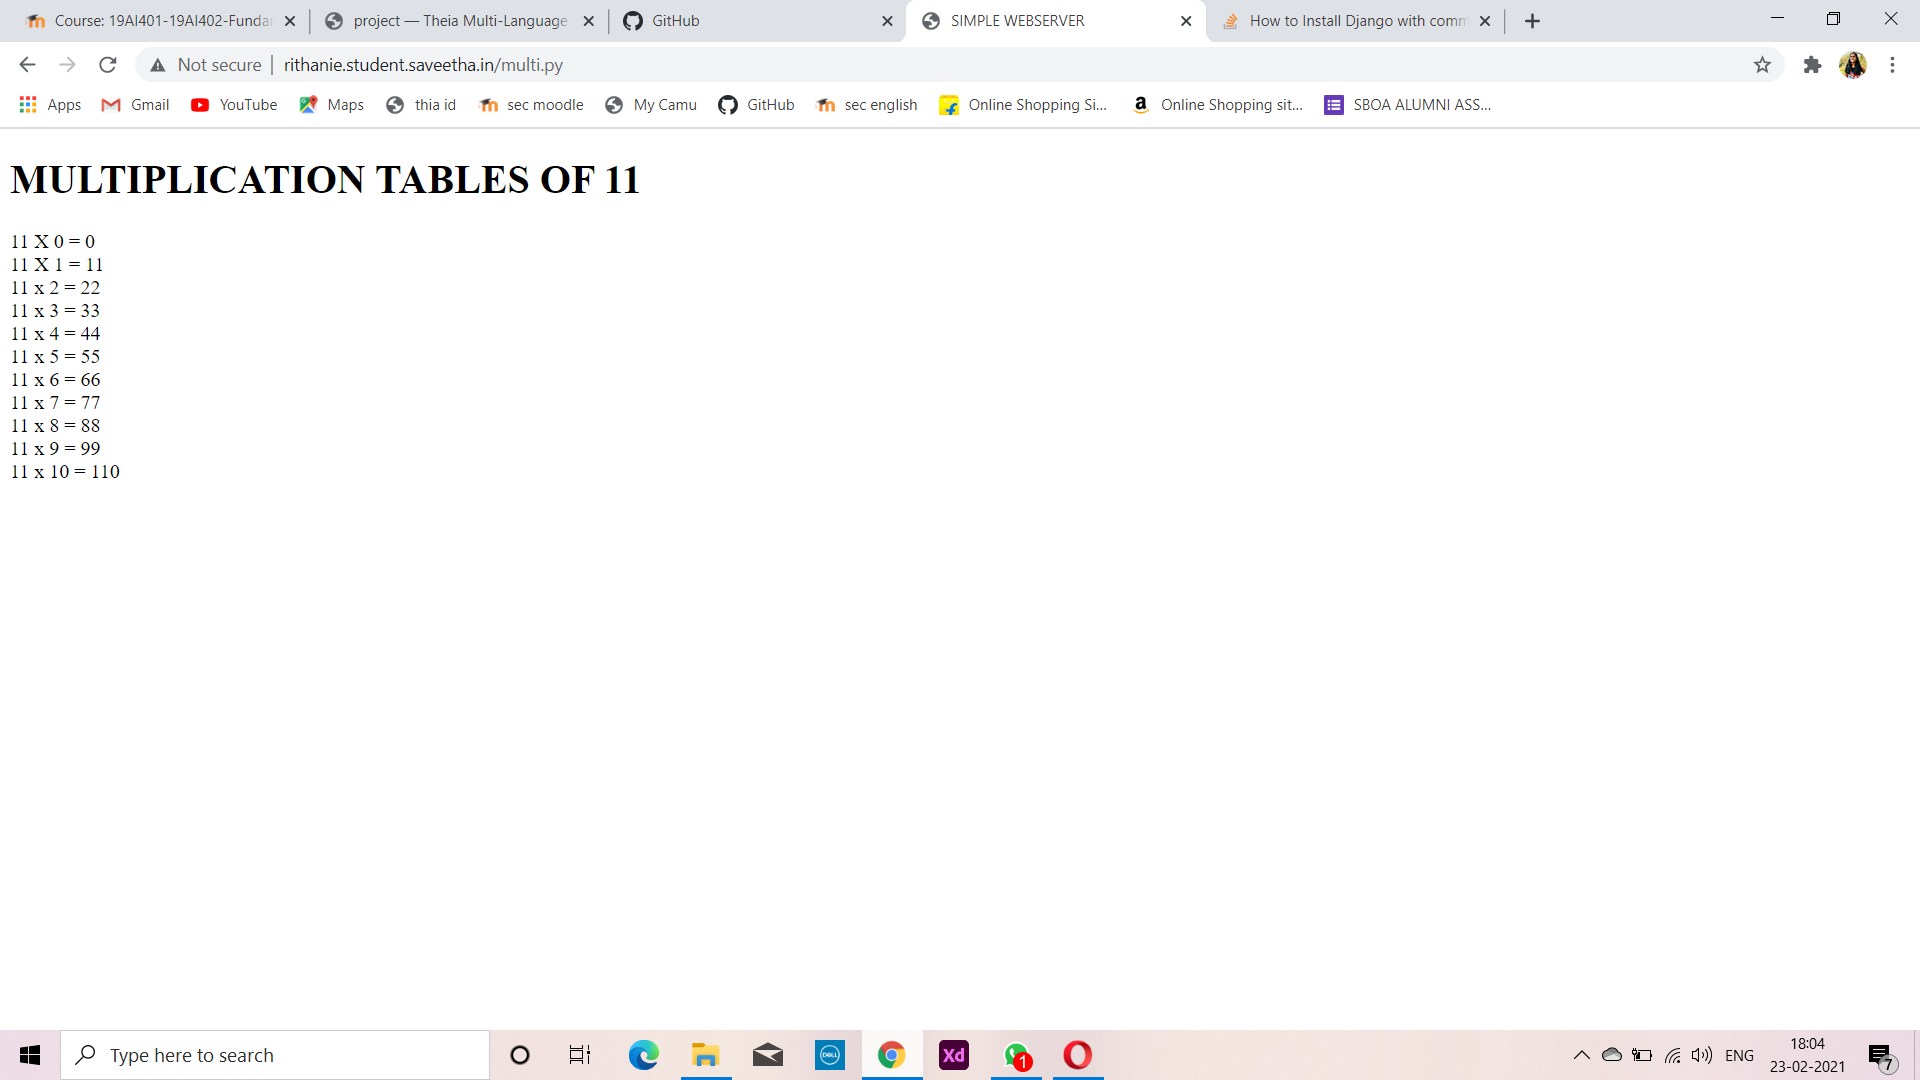 Course: 19AI401-19AI402-Fundar
project — Theia Multi-Language
GitHub
SIMPLE WEBSERVER
How to Install Django with comm
Not secure | rithanie.student.saveetha.in/multi.py
Apps Gmail YouTube Maps thia id sec moodle My Camu GitHub sec english Online Shopping Si... Online Shopping sit... SBOA ALUMNI ASS...
MULTIPLICATION TABLES OF 11
11 X 0 = 0
11 X 1 = 11
11 x 2 = 22
11 x 3 = 33
11 x 4 = 44
11 x 5 = 55
11 x 6 = 66
11 x 7 = 77
11 x 8 = 88
11 x 9 = 99
11 x 10 = 110
Type here to search
DELL
Xd
1
ENG
18:04
23-02-2021
7